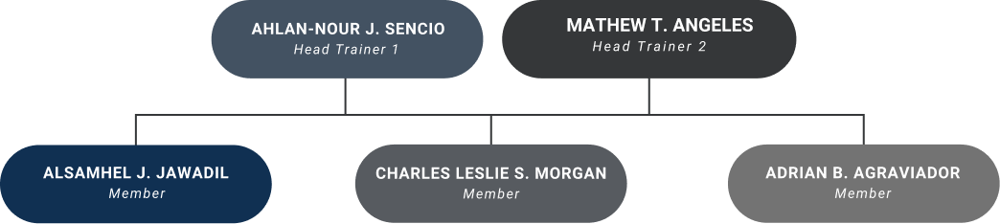 AHLAN-NOUR J. SENCIO
Head Trainer 1
MATHEW T. ANGELES
Head Trainer 2
ALSAMHEL J. JAWADIL
Member
CHARLES LESLIE S. MORGAN
Member
ADRIAN B. AGRAVIADOR
Member